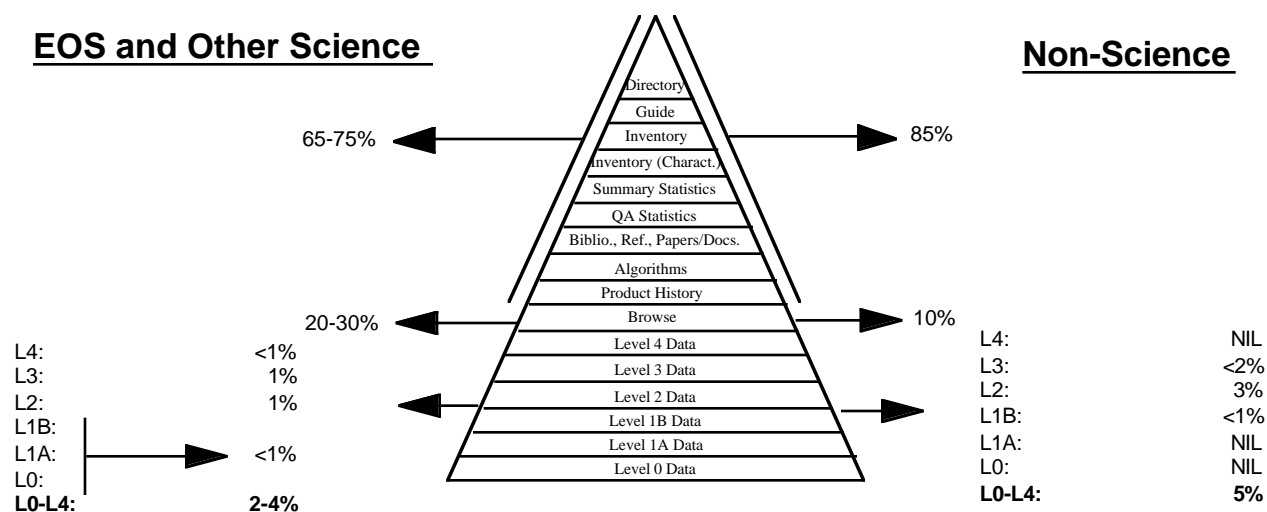 EOS and Other Science
Non-Science
Directory
Guide
65-75%
Inventory
85%
Inventory (Charact.)
Summary Statistics
QA Statistics
Biblio., Ref., Papers/Docs.
Algorithms
Product History
20-30%
Browse
10%
Level 4 Data
Level 3 Data
Level 2 Data
Level 1B Data
Level 1A Data
Level 0 Data
L4: <1%
L3: 1%
L2: 1%
L1B:
L1A: <1%
L0:
L0-L4: 2-4%
L4: NIL
L3: <2%
L2: 3%
L1B: <1%
L1A: NIL
L0: NIL
L0-L4: 5%